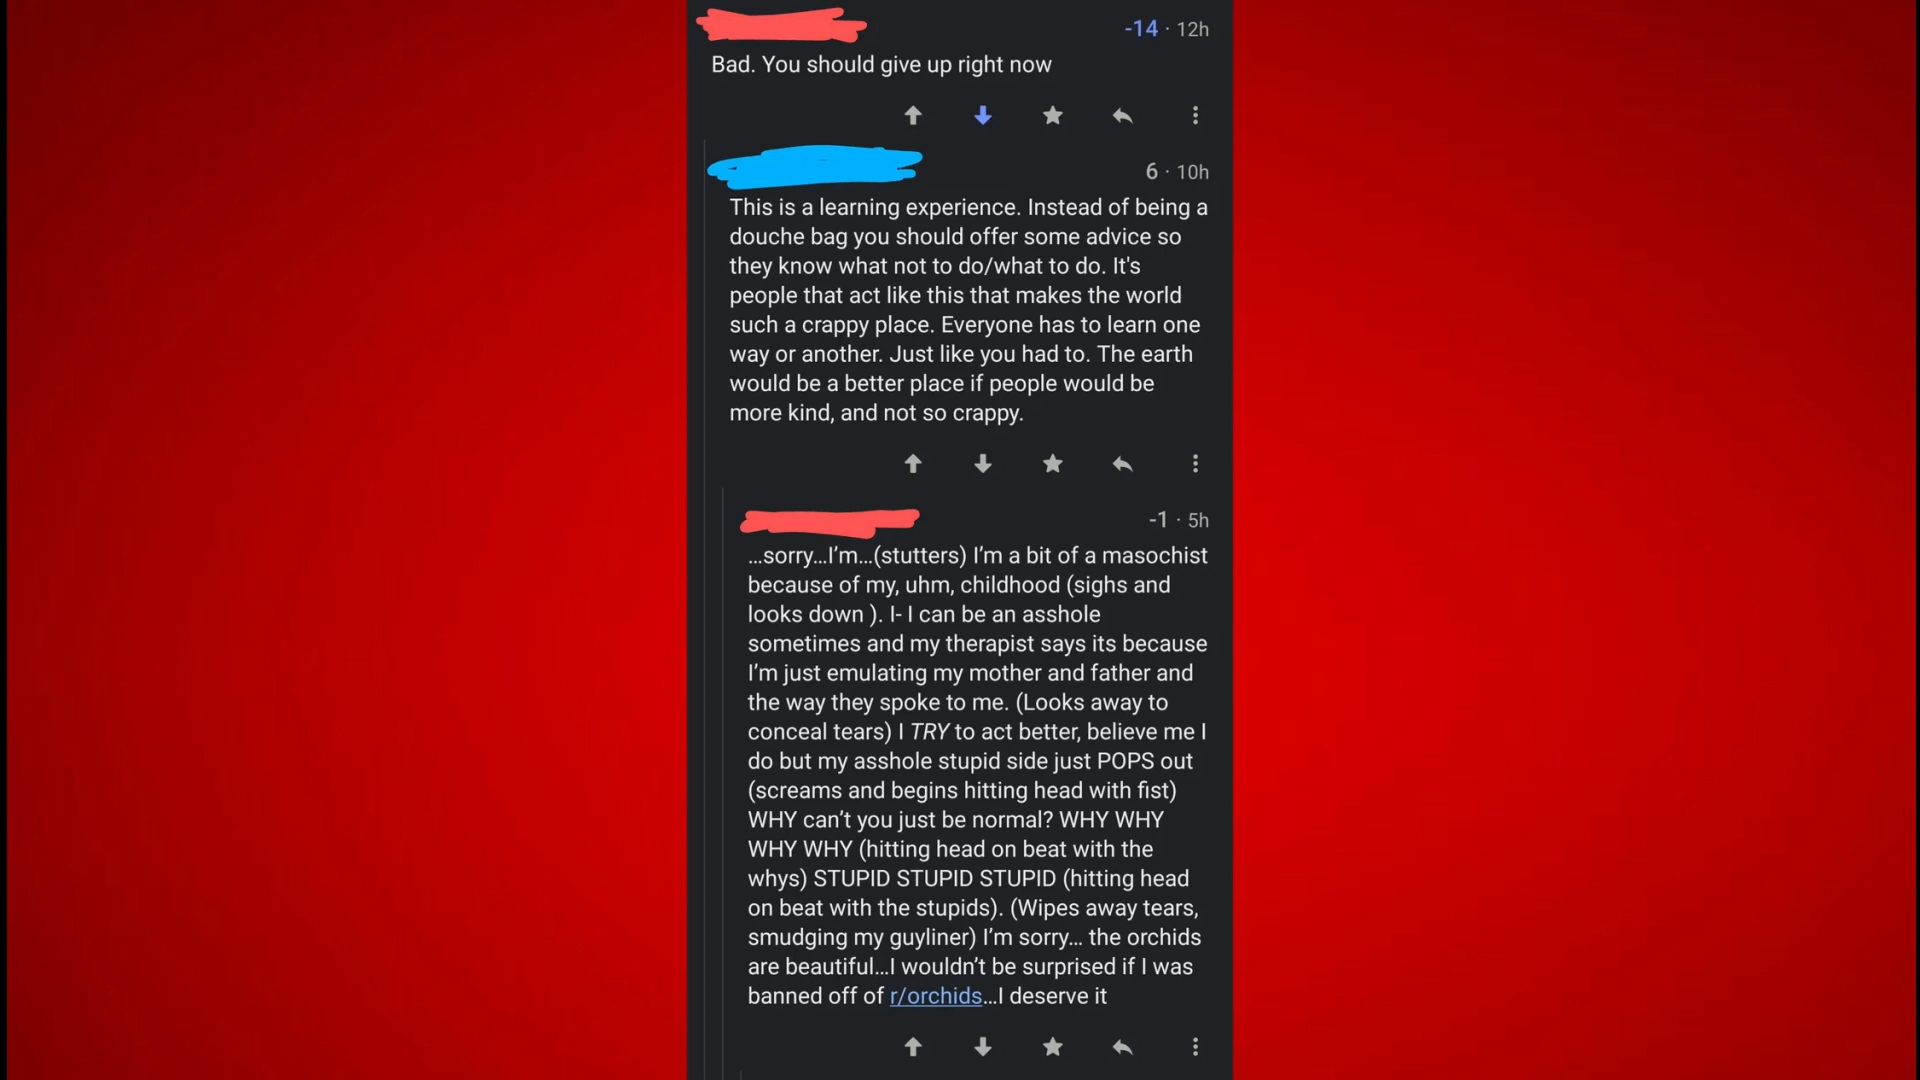 -14 · 12h
Bad. You should give up right now
6 · 10h
This is a learning experience. Instead of being a
douche bag you should offer some advice so
they know what not to do/what to do. It's
people that act like this that makes the world
such a crappy place. Everyone has to learn one
way or another. Just like you had to. The earth
would be a better place if people would be
more kind, and not so crappy.
-1 · 5h
…sorry…I’m…(stutters) I’m a bit of a masochist
because of my, uhm, childhood (sighs and
looks down ). I- I can be an asshole
sometimes and my therapist says its because
I’m just emulating my mother and father and
the way they spoke to me. (Looks away to
conceal tears) I TRY to act better, believe me I
do but my asshole stupid side just POPS out
(screams and begins hitting head with fist)
WHY can’t you just be normal? WHY WHY
WHY WHY (hitting head on beat with the
whys) STUPID STUPID STUPID (hitting head
on beat with the stupids). (Wipes away tears,
smudging my guyliner) I’m sorry… the orchids
are beautiful…I wouldn’t be surprised if I was
banned off of r/orchids…I deserve it